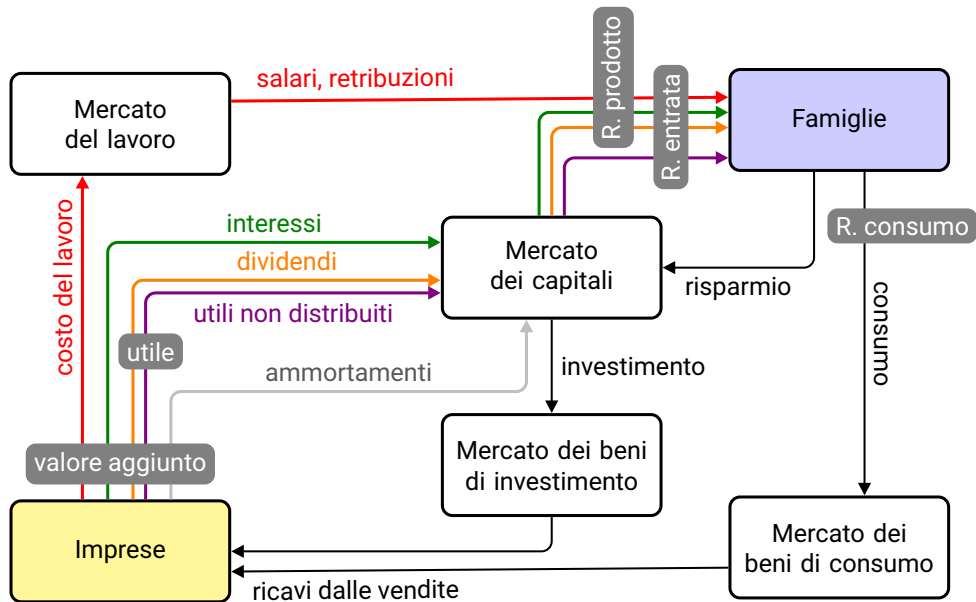 salari, retribuzioni
R. prodotto
R. entrata
Mercato
del lavoro
Famiglie
costo del lavoro
interessi
dividendi
utili non distribuiti
utile
ammortamenti
Mercato
dei capitali
risparmio
R. consumo
consumo
investimento
valore aggiunto
Mercato dei beni
di investimento
Imprese
Mercato dei
beni di consumo
ricavi dalle vendite